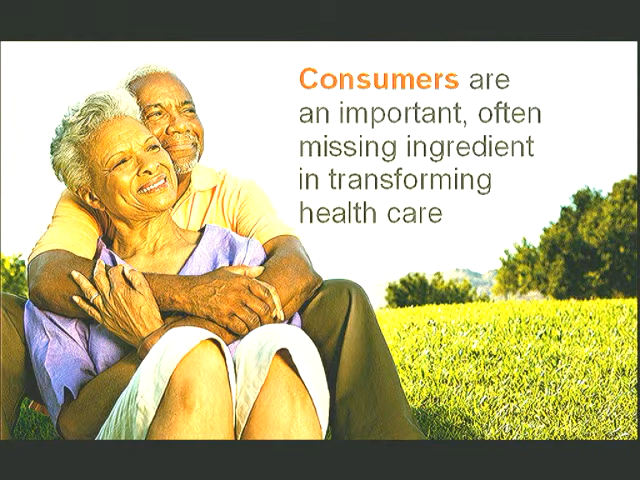 Consumers are
an important, often
missing ingredient
in transforming
health care